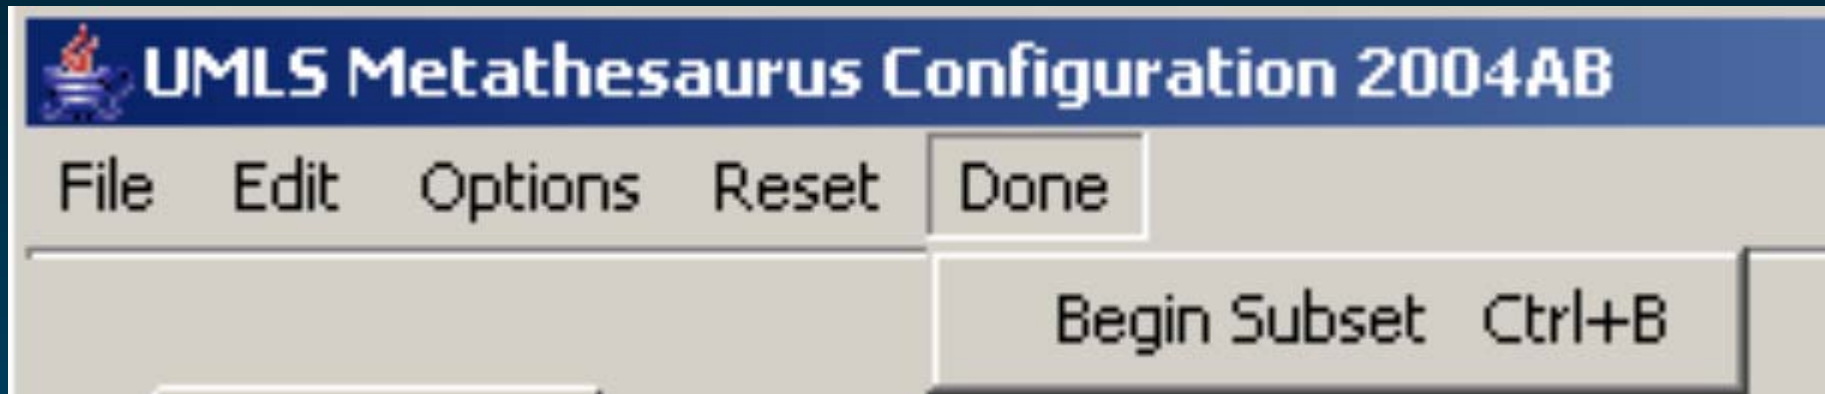 UMLS Metathesaurus Configuration 2004AB
File Edit Options Reset Done
Begin Subset Ctrl+B